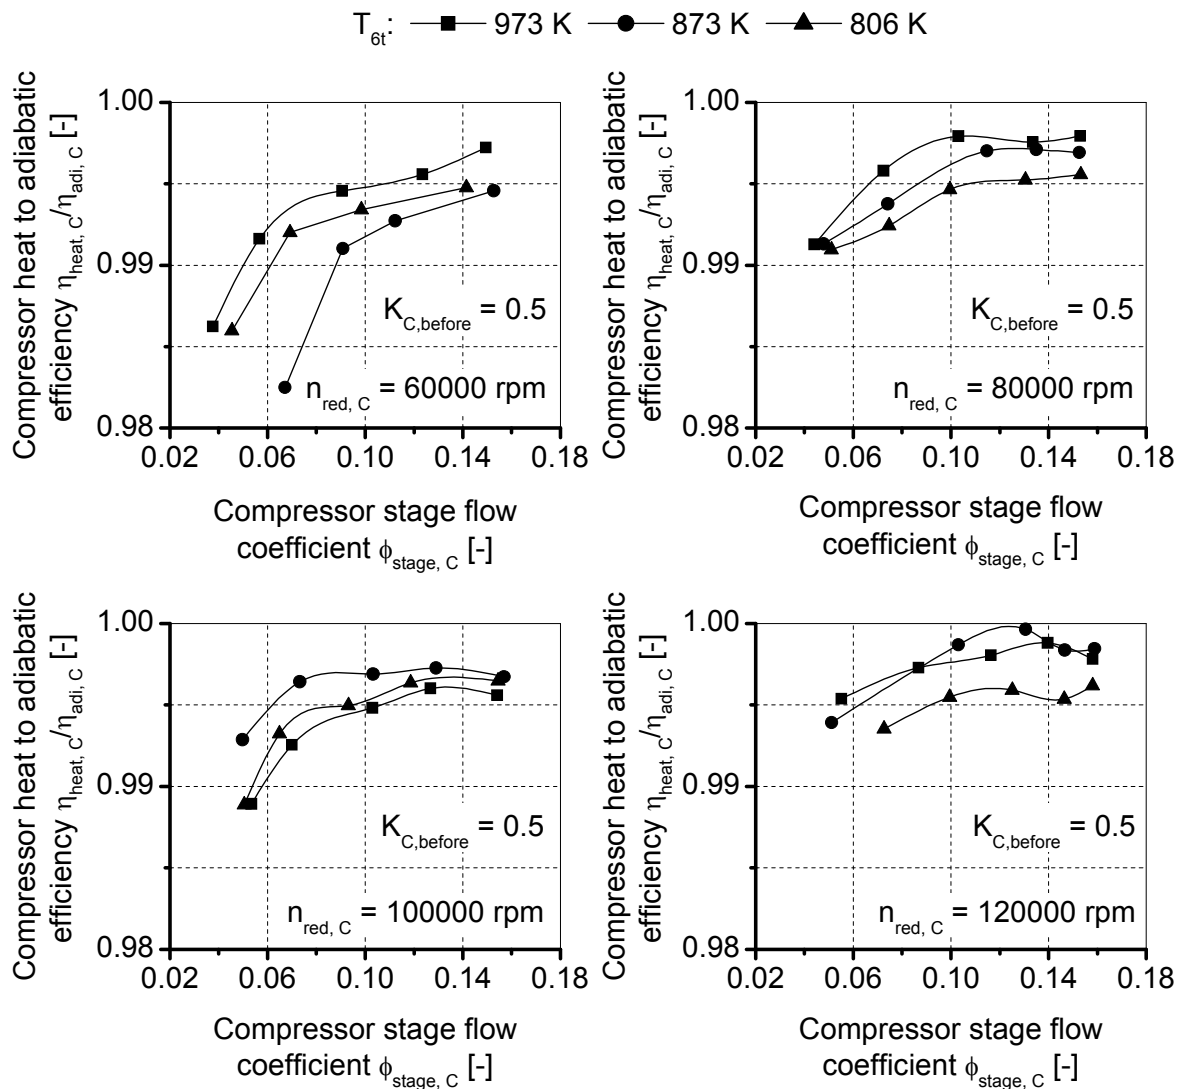 T6t: 973 K 873 K 806 K
Compressor heat to adiabatic
efficiency ηheat, C/ηadi, C [-]
1.00
0.99
0.98
KC,before = 0.5
nred, C = 60000 rpm
0.02 0.06 0.10 0.14 0.18
Compressor stage flow
coefficient ϕstage, C [-]
Compressor heat to adiabatic
efficiency ηheat, C/ηadi, C [-]
1.00
0.99
0.98
KC,before = 0.5
nred, C = 80000 rpm
0.02 0.06 0.10 0.14 0.18
Compressor stage flow
coefficient ϕstage, C [-]
Compressor heat to adiabatic
efficiency ηheat, C/ηadi, C [-]
1.00
0.99
0.98
KC,before = 0.5
nred, C = 100000 rpm
0.02 0.06 0.10 0.14 0.18
Compressor stage flow
coefficient ϕstage, C [-]
Compressor heat to adiabatic
efficiency ηheat, C/ηadi, C [-]
1.00
0.99
0.98
KC,before = 0.5
nred, C = 120000 rpm
0.02 0.06 0.10 0.14 0.18
Compressor stage flow
coefficient ϕstage, C [-]